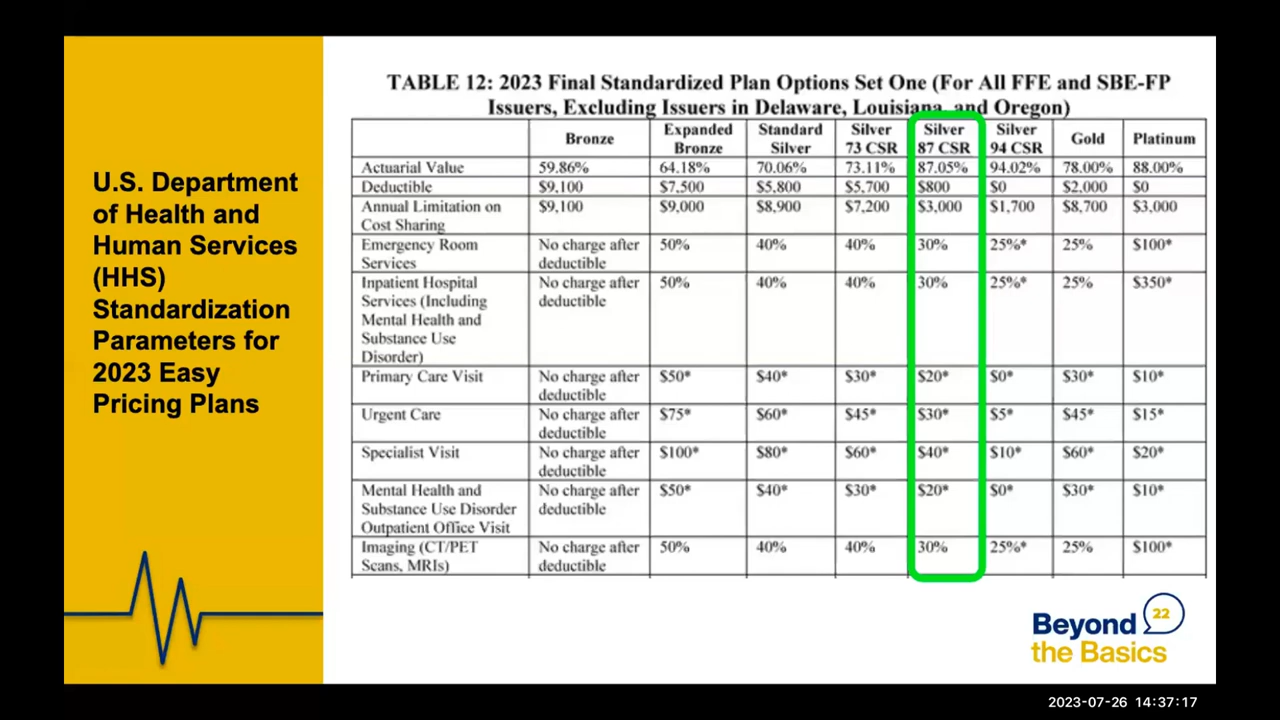 U.S. Department
of Health and
Human Services
(HHS)
Standardization
Parameters for
2023 Easy
Pricing Plans
TABLE 12: 2023 Final Standardized Plan Options Set One (For All FFE and SBE-FP
Issuers, Excluding Issuers in Delaware, Louisiana, and Oregon)
Bronze Expanded Bronze Standard Silver Silver 73 CSR Silver 87 CSR Silver 94 CSR Gold Platinum
Actuarial Value 59.86% 64.18% 70.06% 73.11% 87.05% 94.02% 78.00% 88.00%
Deductible $9,100 $7,500 $5,800 $5,700 $800 $0 $2,000 $0
Annual Limitation on Cost Sharing $9,100 $9,000 $8,900 $7,200 $3,000 $1,700 $8,700 $3,000
Emergency Room Services No charge after deductible 50% 40% 40% 30% 25%* 25% $100*
Inpatient Hospital Services (Including Mental Health and Substance Use Disorder) No charge after deductible 50% 40% 40% 30% 25%* 25% $350*
Primary Care Visit No charge after deductible $50* $40* $30* $20* $0* $30* $10*
Urgent Care No charge after deductible $75* $60* $45* $30* $5* $45* $15*
Specialist Visit No charge after deductible $100* $80* $60* $40* $10* $60* $20*
Mental Health and Substance Use Disorder Outpatient Office Visit No charge after deductible $50* $40* $30* $20* $0* $30* $10*
Imaging (CT/PET Scans, MRIs) No charge after deductible 50% 40% 40% 30% 25%* 25% $100*
Beyond 22
the Basics
2023-07-26 14:37:17